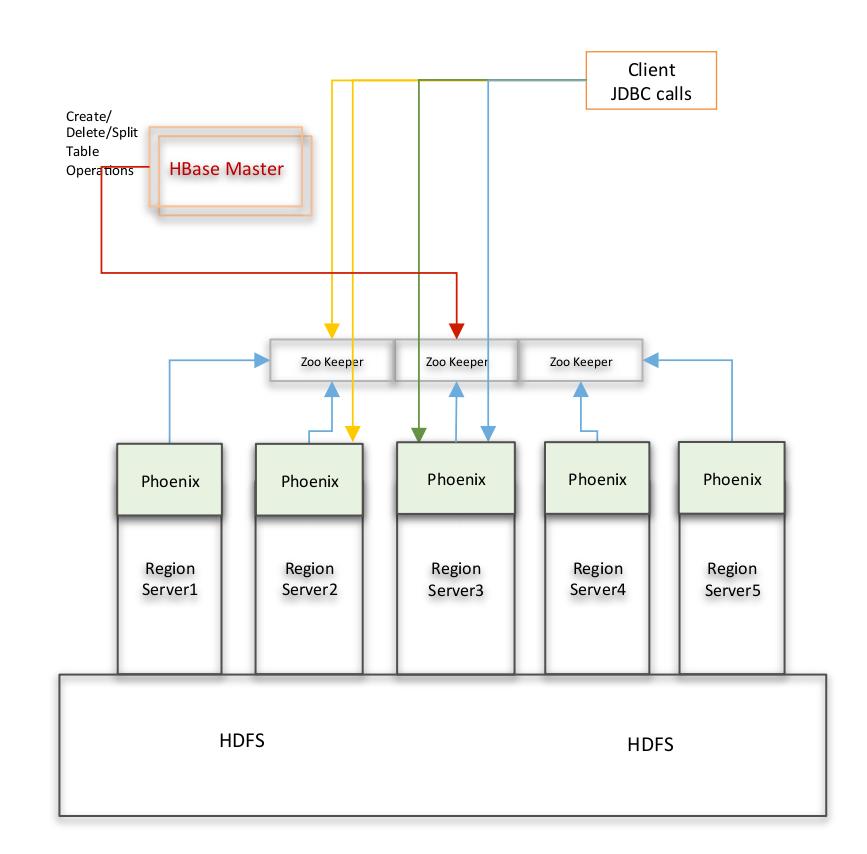 Client
JDBC calls
Create/
Delete/Split
Table
Operations
HBase Master
Zoo Keeper
Zoo Keeper
Zoo Keeper
Phoenix
Phoenix
Phoenix
Phoenix
Phoenix
Region
Server1
Region
Server2
Region
Server3
Region
Server4
Region
Server5
HDFS
HDFS